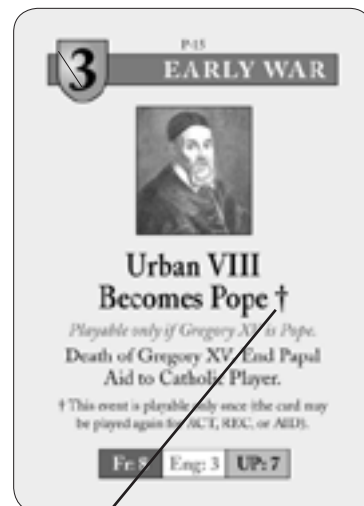 P-15
3
EARLY WAR
Urban VIII
Becomes Pope †
Playable only if Gregory XV is Pope.
Death of Gregory XV. End Papal
Aid to Catholic Player.
† This event is playable only once (the card may
be played again for ACT, REC, or AID).
Fr: 8 Eng: 3 UP: 7